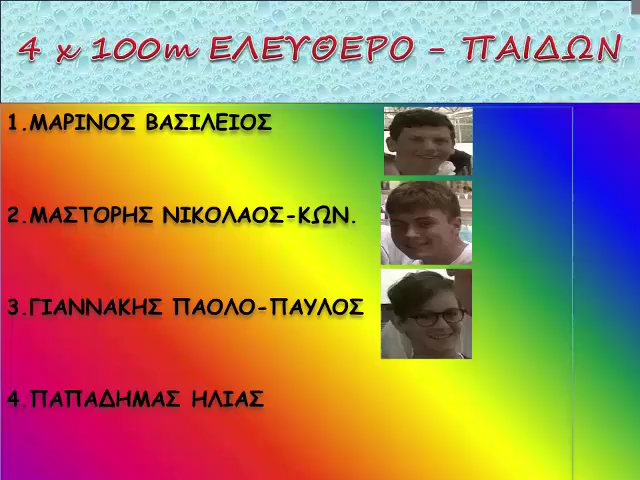 4 x 100m ΕΛΕΥΘΕΡΟ - ΠΑΙΔΩΝ
1.ΜΑΡΙΝΟΣ ΒΑΣΙΛΕΙΟΣ
2.ΜΑΣΤΟΡΗΣ ΝΙΚΟΛΑΟΣ-ΚΩΝ.
3.ΓΙΑΝΝΑΚΗΣ ΠΑΟΛΟ-ΠΑΥΛΟΣ
4.ΠΑΠΑΔΗΜΑΣ ΗΛΙΑΣ